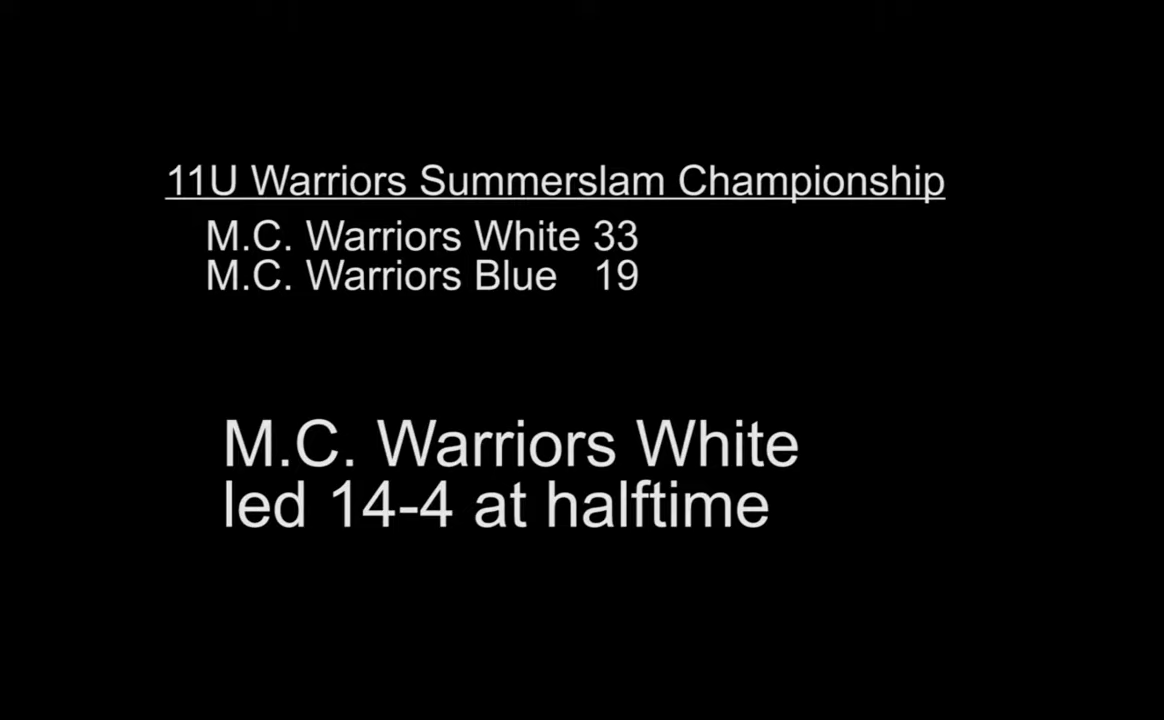 11U Warriors Summerslam Championship
M.C. Warriors White 33
M.C. Warriors Blue 19
M.C. Warriors White
led 14-4 at halftime